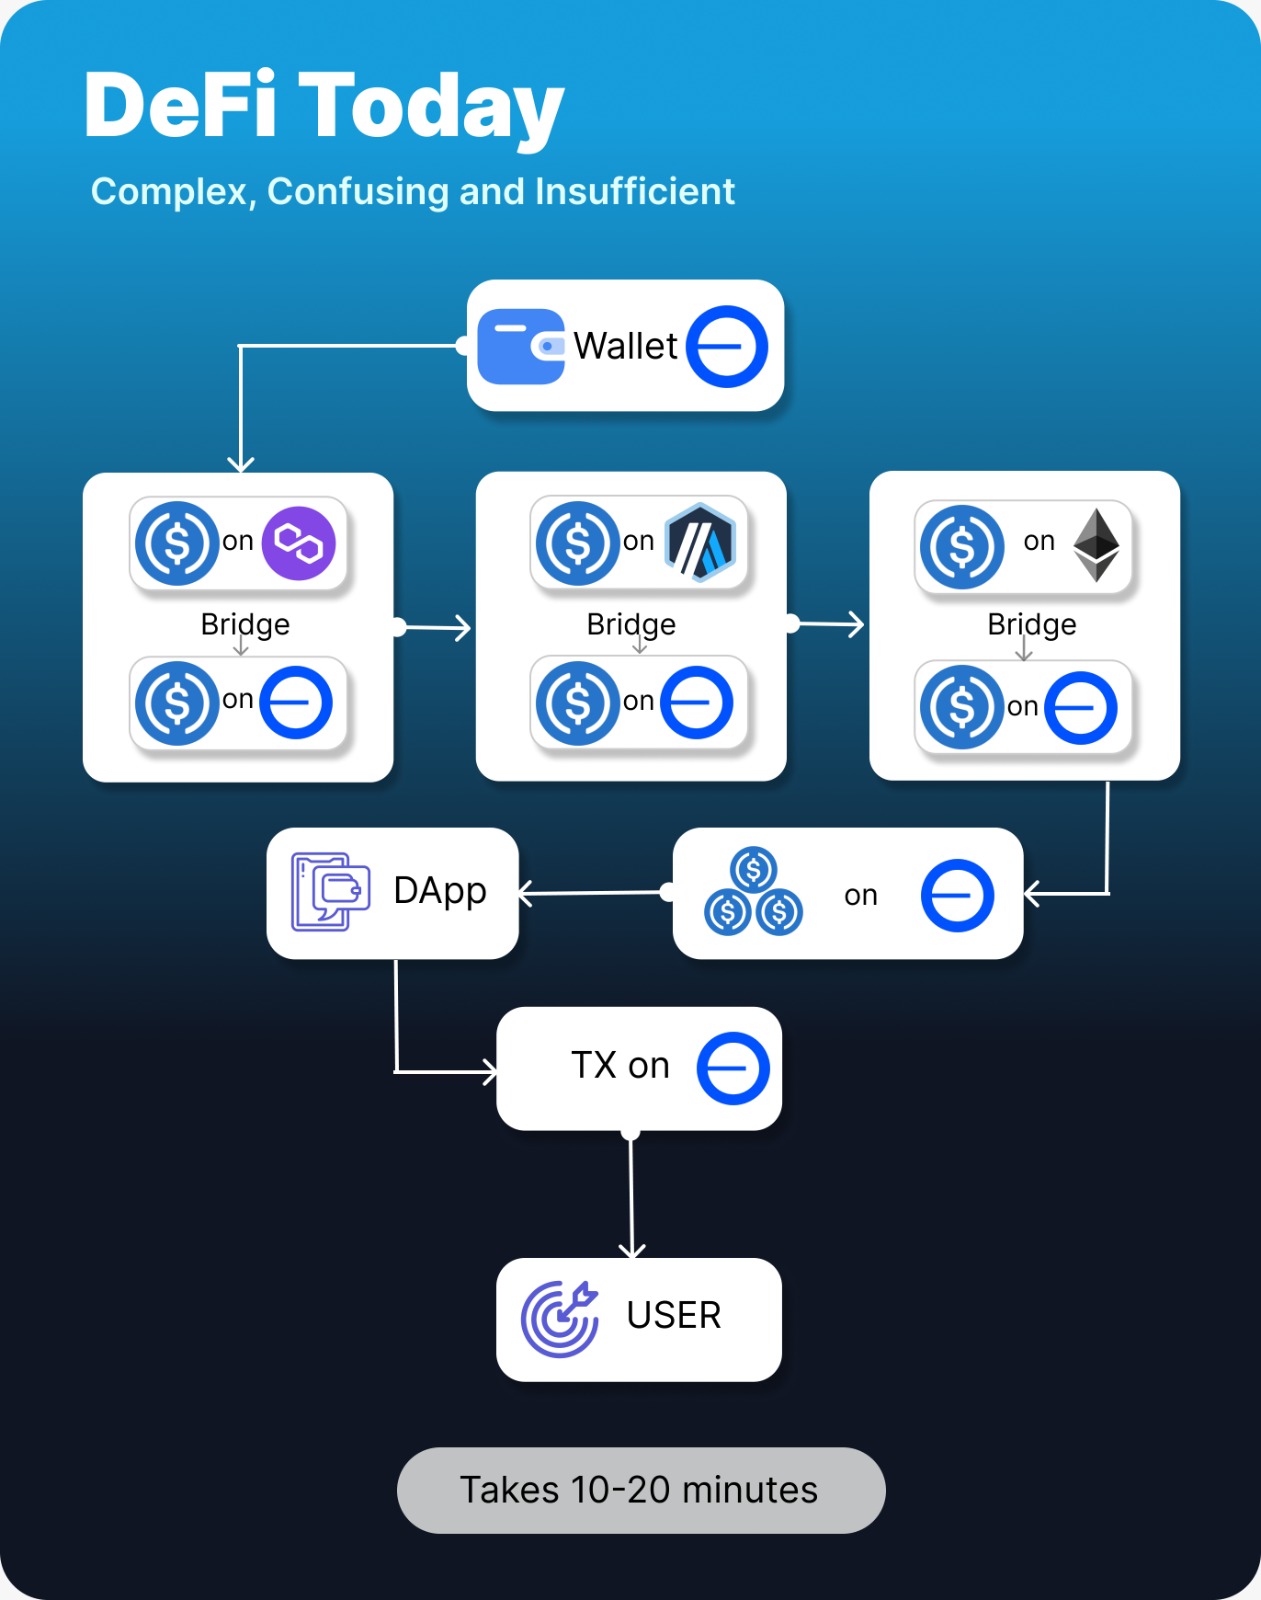 DeFi Today
Complex, Confusing and Insufficient
Wallet
on
Bridge
on
on
Bridge
on
on
Bridge
on
DApp
on
TX on
USER
Takes 10-20 minutes